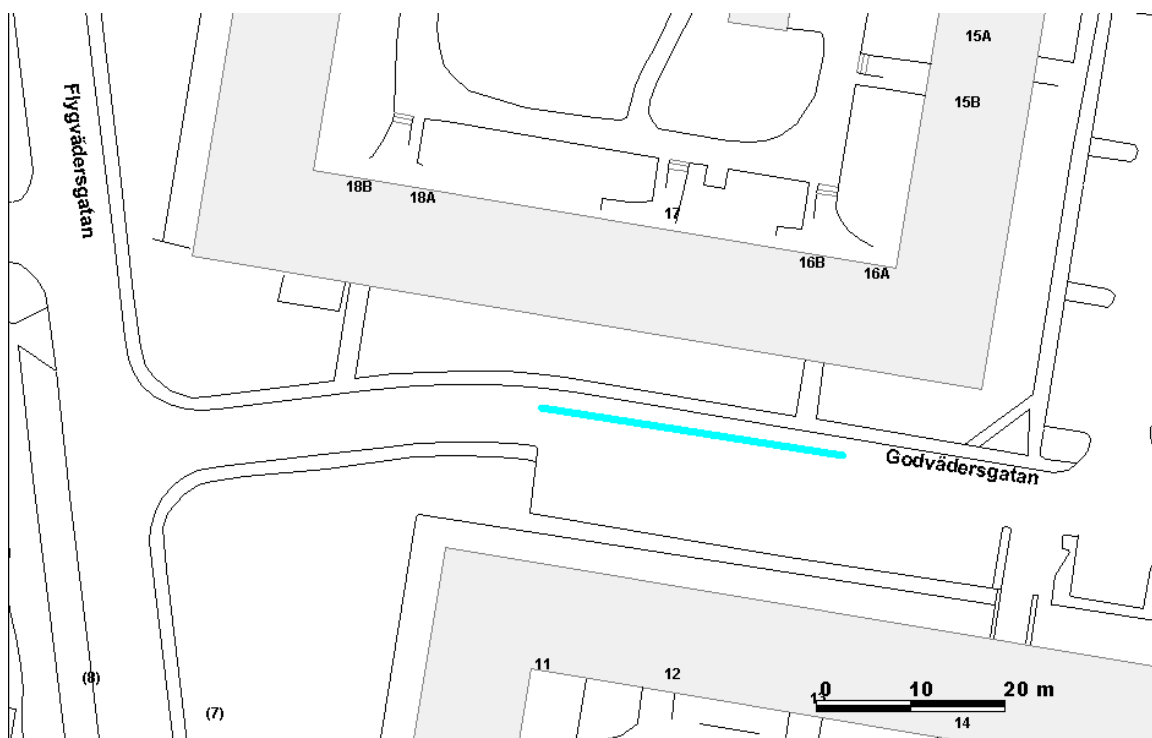 15A
Flygvädersgatan
15B
18B
18A
17
16B
16A
Godvädersgatan
11
12
(8)
(7)
0 10 20 m
13
14